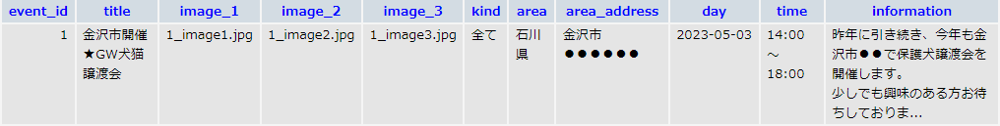 event_id title image_1 image_2 image_3 kind area area_address day time information
1 金沢市開催 1_image1.jpg 1_image2.jpg 1_image3.jpg 全て 石川 金沢市 2023-05-03 14:00 昨年に引き続き、今年も金
★GW犬猫 県 ●●●●●● ～ 沢市●●で保護犬譲渡会を
譲渡会 18:00 開催します。
少しでも興味のある方お待
ちしておりま...